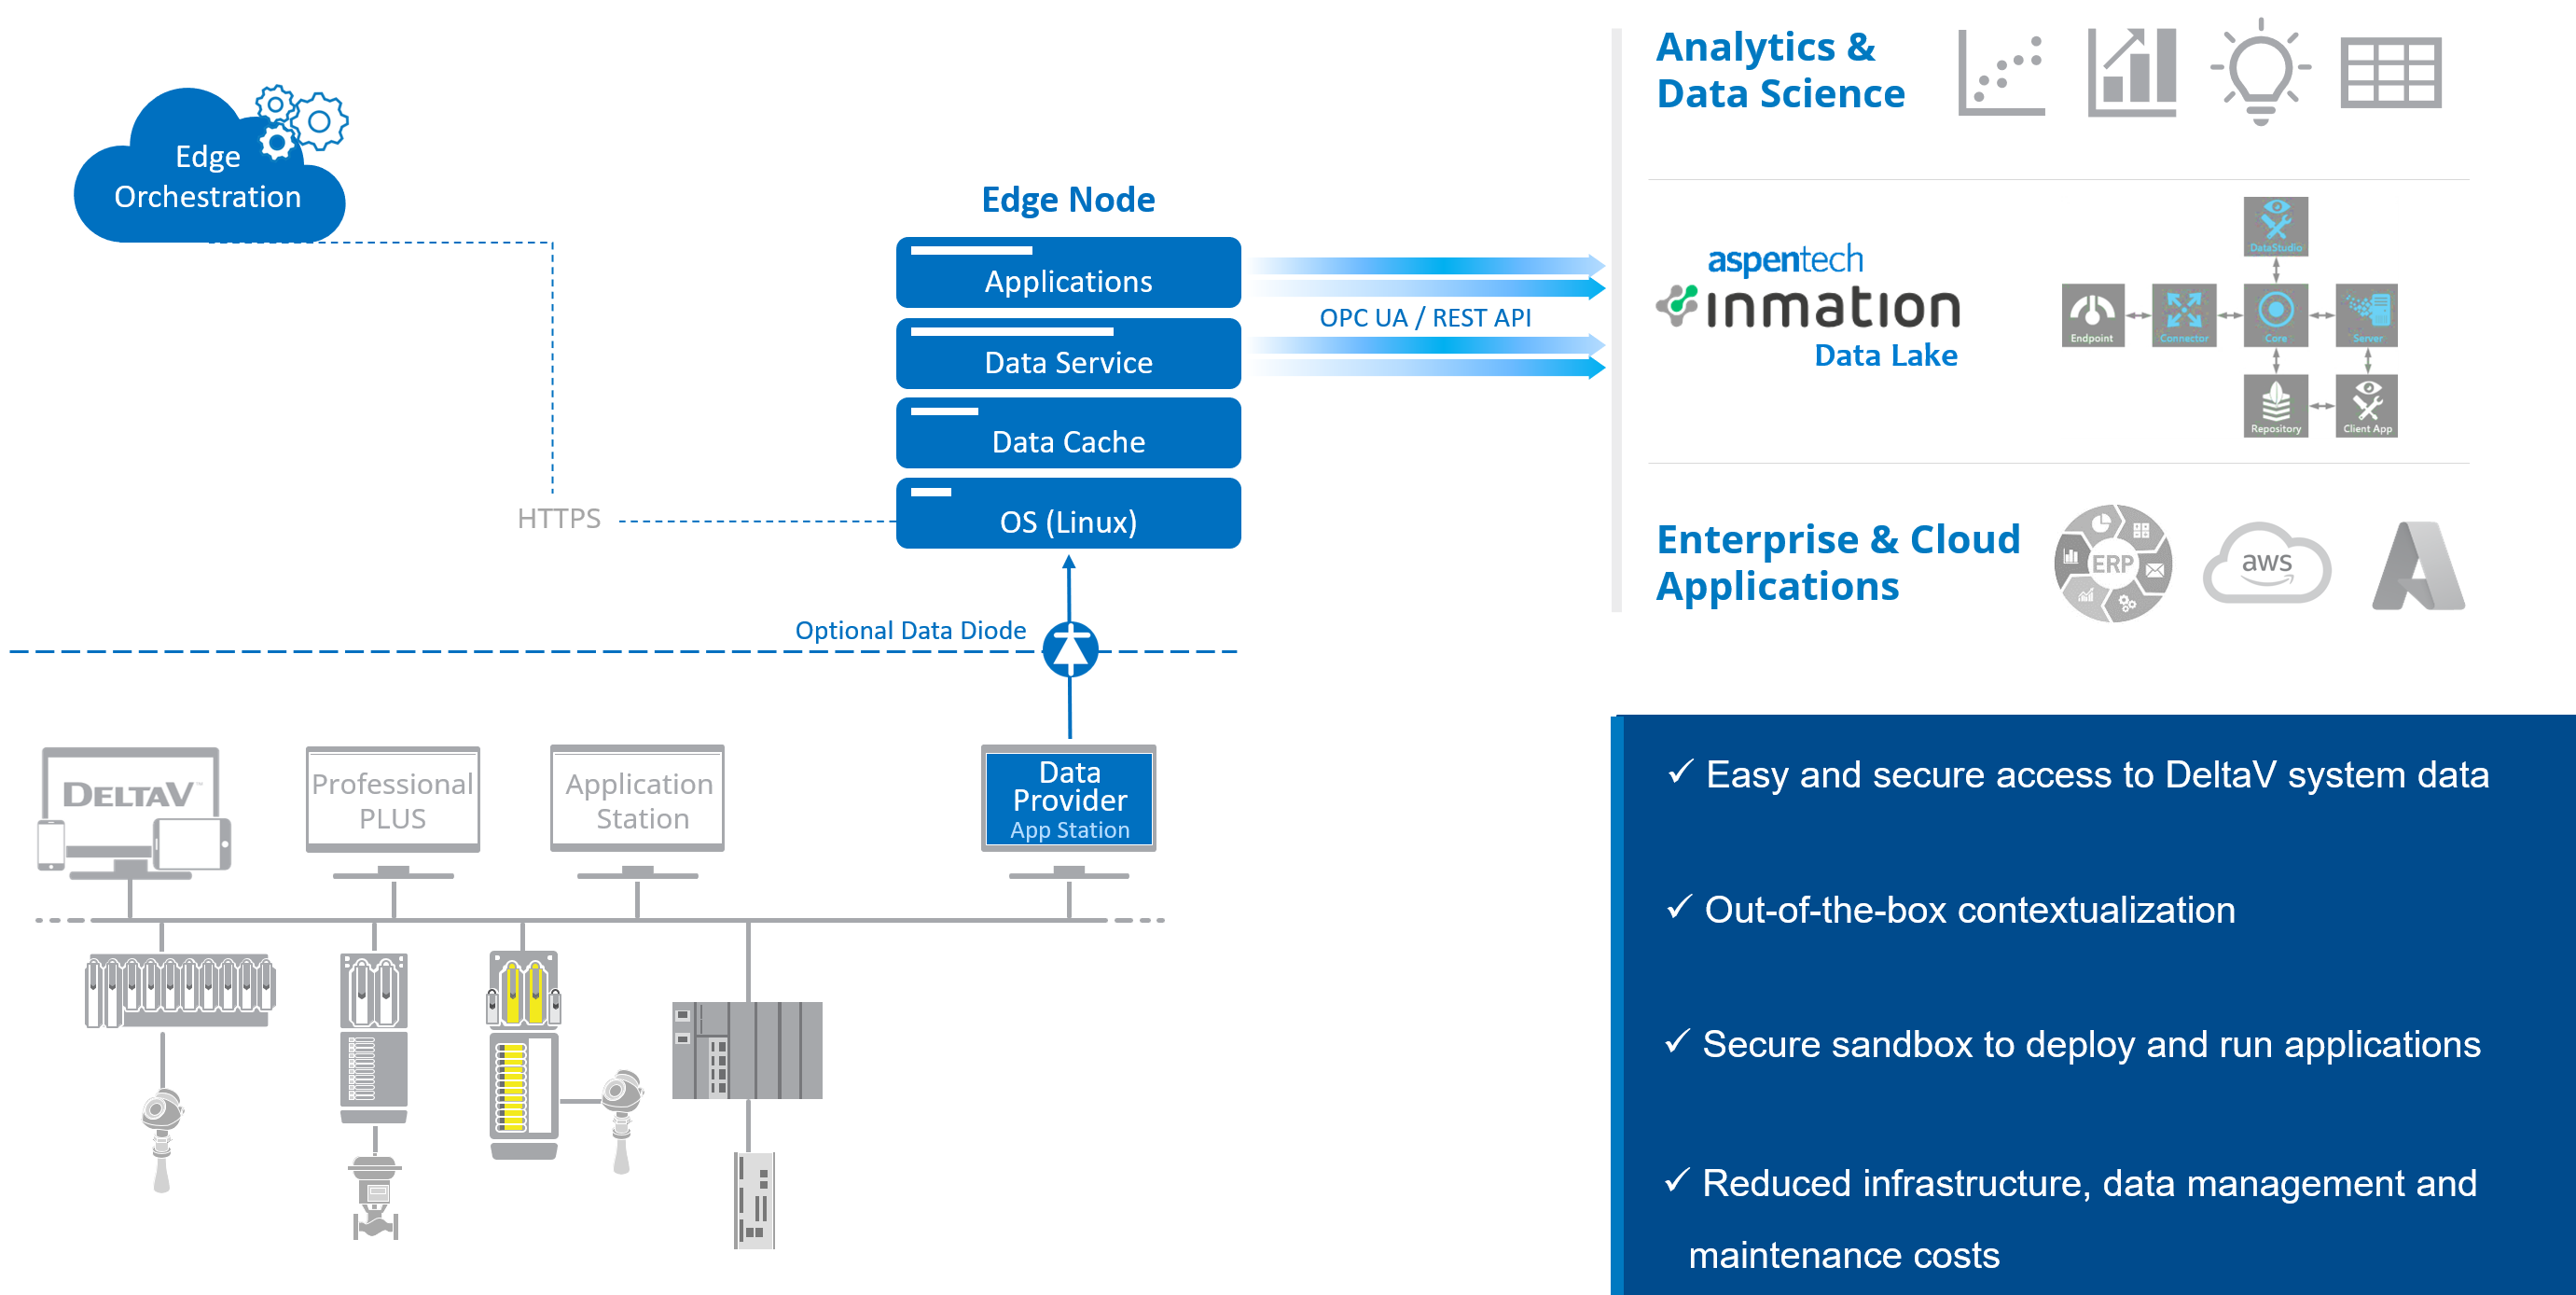 Edge
Orchestration
HTTPS
Edge Node
Applications
Data Service
Data Cache
OS (Linux)
OPC UA / REST API
Optional Data Diode
DELTAV™
Professional
PLUS
Application
Station
Data
Provider
App Station
Analytics &
Data Science
aspentech
inmation
Data Lake
DataStudio
Endpoint
Connector
Core
Server
Repository
Client App
Enterprise & Cloud
Applications
ERP
aws
✓ Easy and secure access to DeltaV system data
✓ Out-of-the-box contextualization
✓ Secure sandbox to deploy and run applications
✓ Reduced infrastructure, data management and
maintenance costs